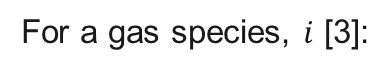 For a gas species, i [3]: